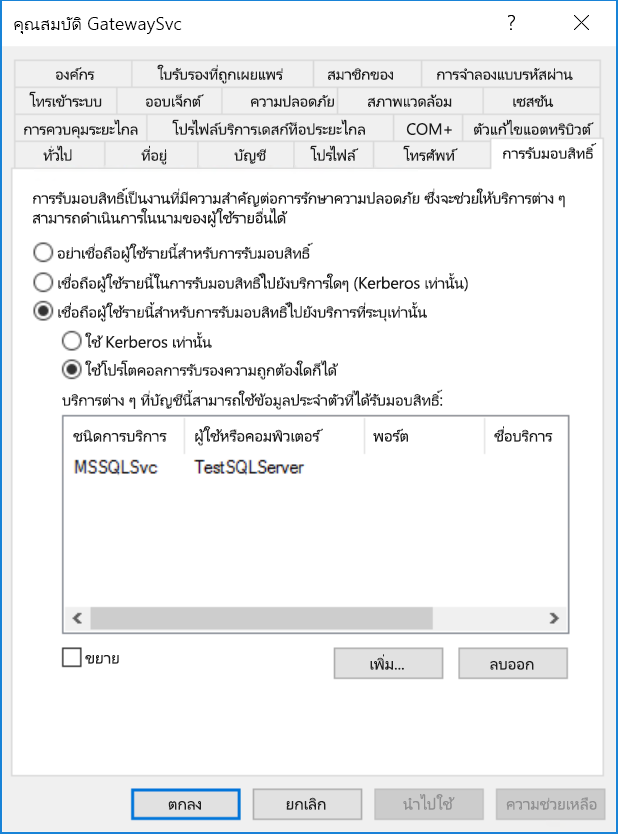 คุณสมบัติ GatewaySvc
องค์กร ใบรับรองที่ถูกเผยแพร่ สมาชิกของ การจำลองแบบรหัสผ่าน
โทรเข้าระบบ ออบเจ็กต์ ความปลอดภัย สภาพแวดล้อม เซสชัน
การควบคุมระยะไกล โปรไฟล์บริการเดสก์ท็อประยะไกล COM+ ตัวแก้ไขแอตทริบิวต์
ทั่วไป ที่อยู่ บัญชี โปรไฟล์ โทรศัพท์ การรับมอบสิทธิ์
การรับมอบสิทธิ์เป็นงานที่มีความสำคัญต่อการรักษาความปลอดภัย ซึ่งจะช่วยให้บริการต่าง ๆ
สามารถดำเนินการในนามของผู้ใช้รายอื่นได้
อย่าเชื่อถือผู้ใช้รายนี้สำหรับการรับมอบสิทธิ์
เชื่อถือผู้ใช้รายนี้ในการรับมอบสิทธิ์ไปยังบริการใดๆ (Kerberos เท่านั้น)
เชื่อถือผู้ใช้รายนี้สำหรับการรับมอบสิทธิ์ไปยังบริการที่ระบุเท่านั้น
ใช้ Kerberos เท่านั้น
ใช้โปรโตคอลการรับรองความถูกต้องใดก็ได้
บริการต่าง ๆ ที่บัญชีนี้สามารถใช้ข้อมูลประจำตัวที่ได้รับมอบสิทธิ์:
ชนิดการบริการ ผู้ใช้หรือคอมพิวเตอร์ พอร์ต ชื่อบริการ
MSSQLSvc TestSQLServer
ขยาย เพิ่ม... ลบออก
ตกลง ยกเลิก นำไปใช้ ความช่วยเหลือ